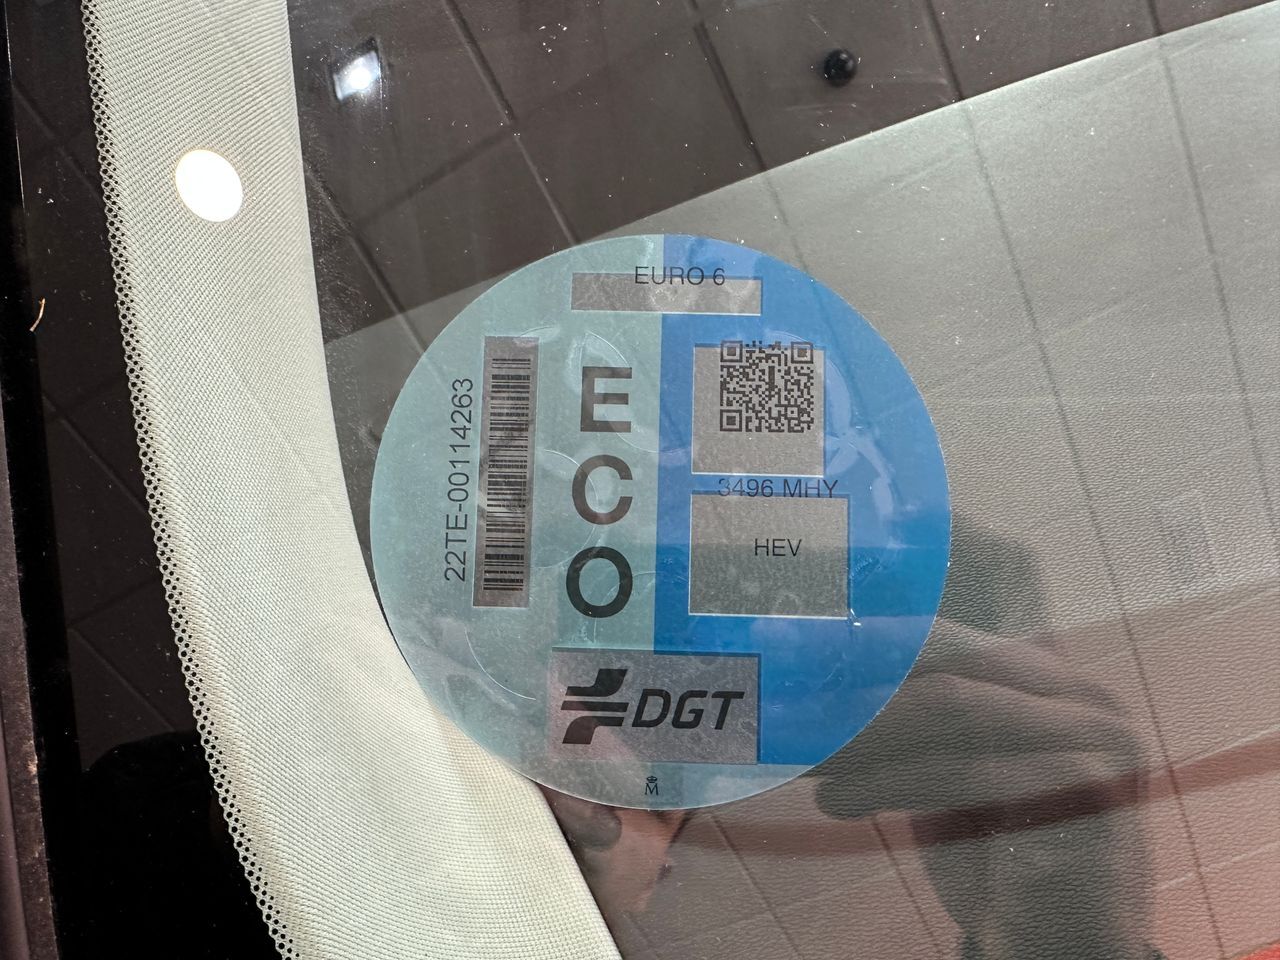 EURO 6
22TE-00114263
ECO
3496 MHY
HEV
DGT
M